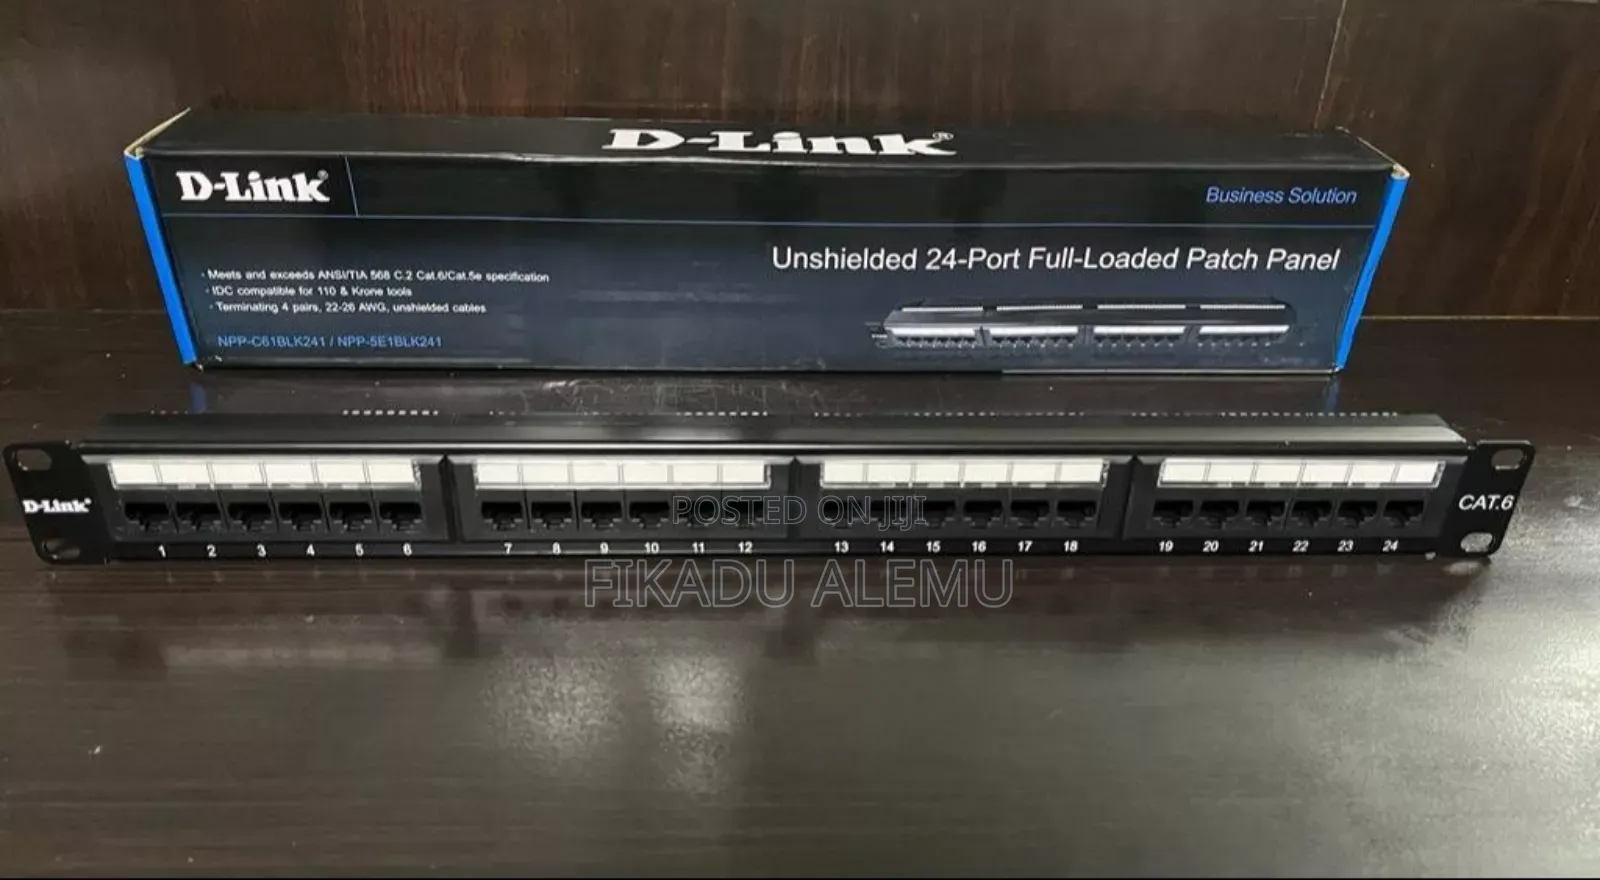 D-Link®
D-Link®
Business Solution
Unshielded 24-Port Full-Loaded Patch Panel
· Meets and exceeds ANSI/TIA 568 C.2 Cat.6/Cat.5e specification
· IDC compatible for 110 & Krone tools
· Terminating 4 pairs, 22-26 AWG, unshielded cables
NPP-C61BLK241 / NPP-5E1BLK241
D-Link®
CAT.6
1 2 3 4 5 6 7 8 9 10 11 12 13 14 15 16 17 18 19 20 21 22 23 24
POSTED ON JIJI
FIKADU ALEMU